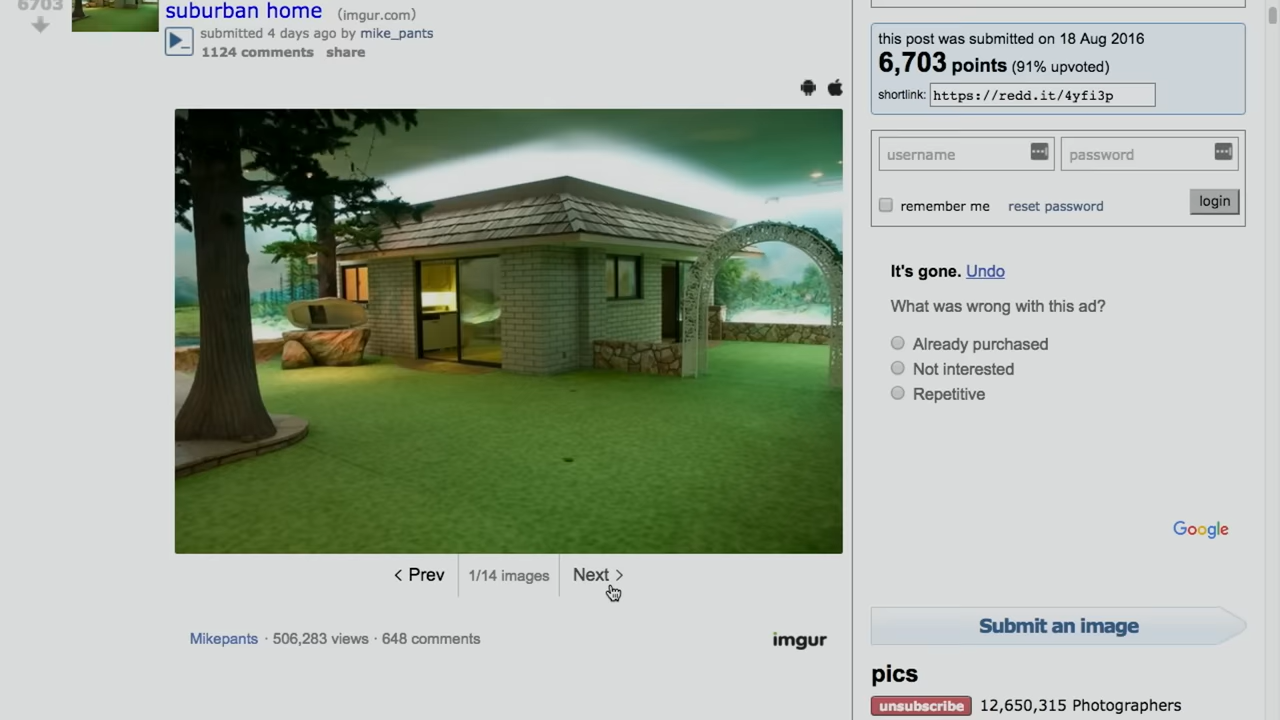 6703
suburban home (imgur.com)
submitted 4 days ago by mike_pants
1124 comments share
< Prev
1/14 images
Next >
Mikepants · 506,283 views · 648 comments
imgur
this post was submitted on 18 Aug 2016
6,703 points (91% upvoted)
shortlink: https://redd.it/4yfi3p
username
password
remember me
reset password
login
It's gone. Undo
What was wrong with this ad?
Already purchased
Not interested
Repetitive
Google
Submit an image
pics
unsubscribe 12,650,315 Photographers